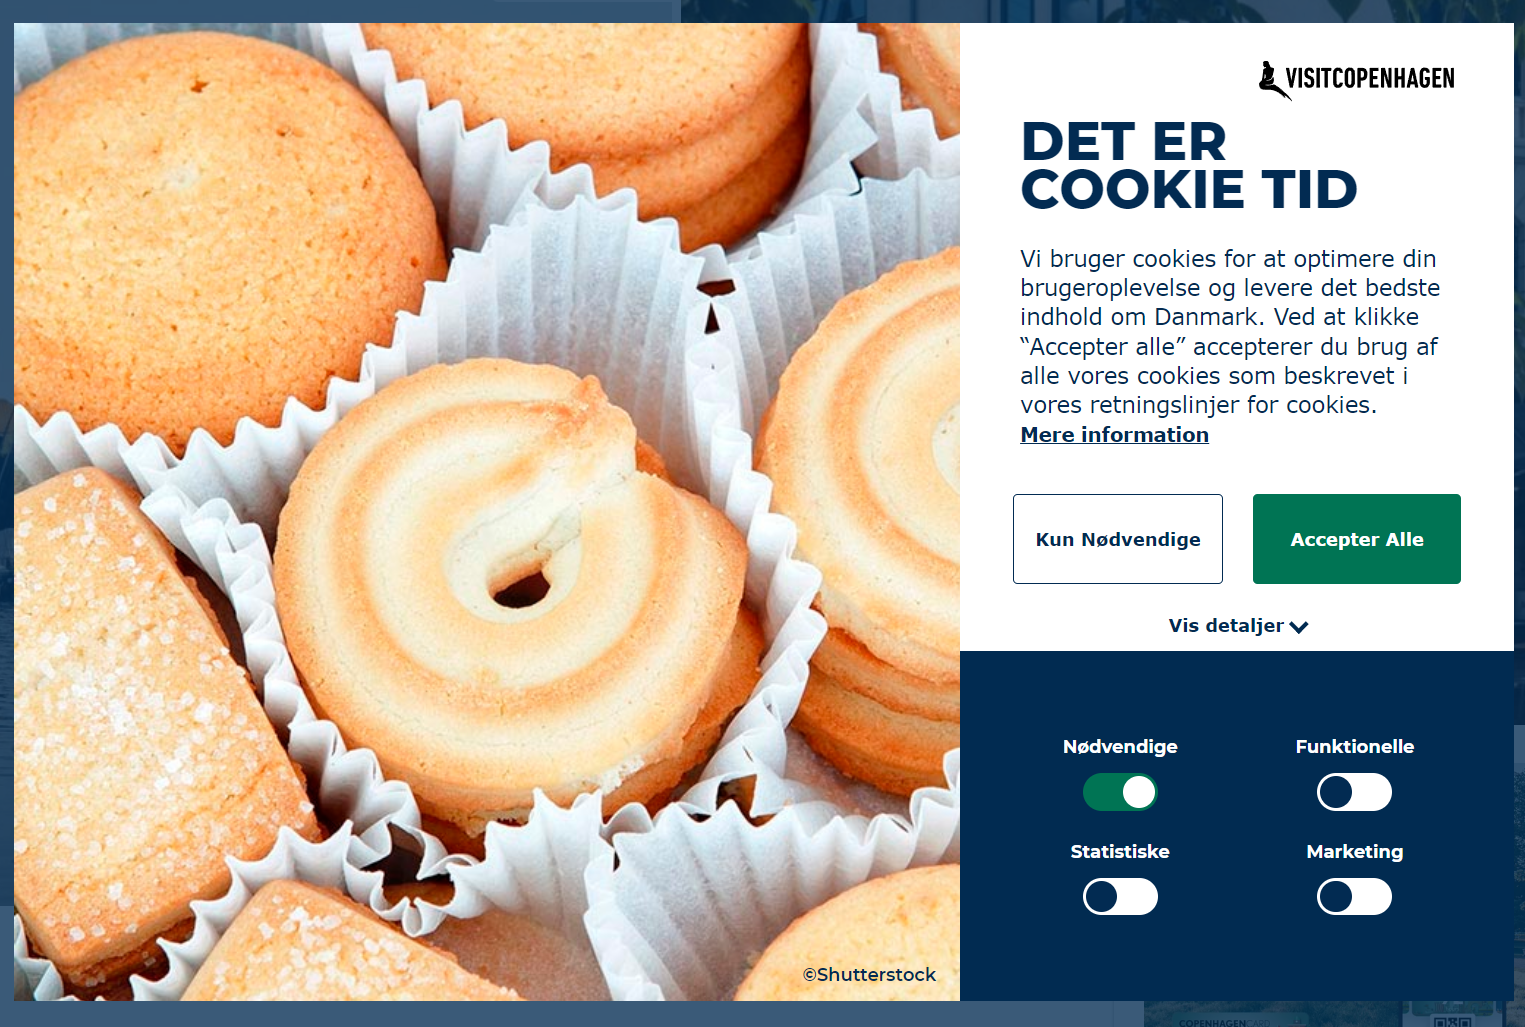 VISITCOPENHAGEN
DET ER
COOKIE TID
Vi bruger cookies for at optimere din
brugeroplevelse og levere det bedste
indhold om Danmark. Ved at klikke
“Accepter alle” accepterer du brug af
alle vores cookies som beskrevet i
vores retningslinjer for cookies.
Mere information
Kun Nødvendige
Accepter Alle
Vis detaljer
Nødvendige
Funktionelle
Statistiske
Marketing
©Shutterstock
COPENHAGENCARD